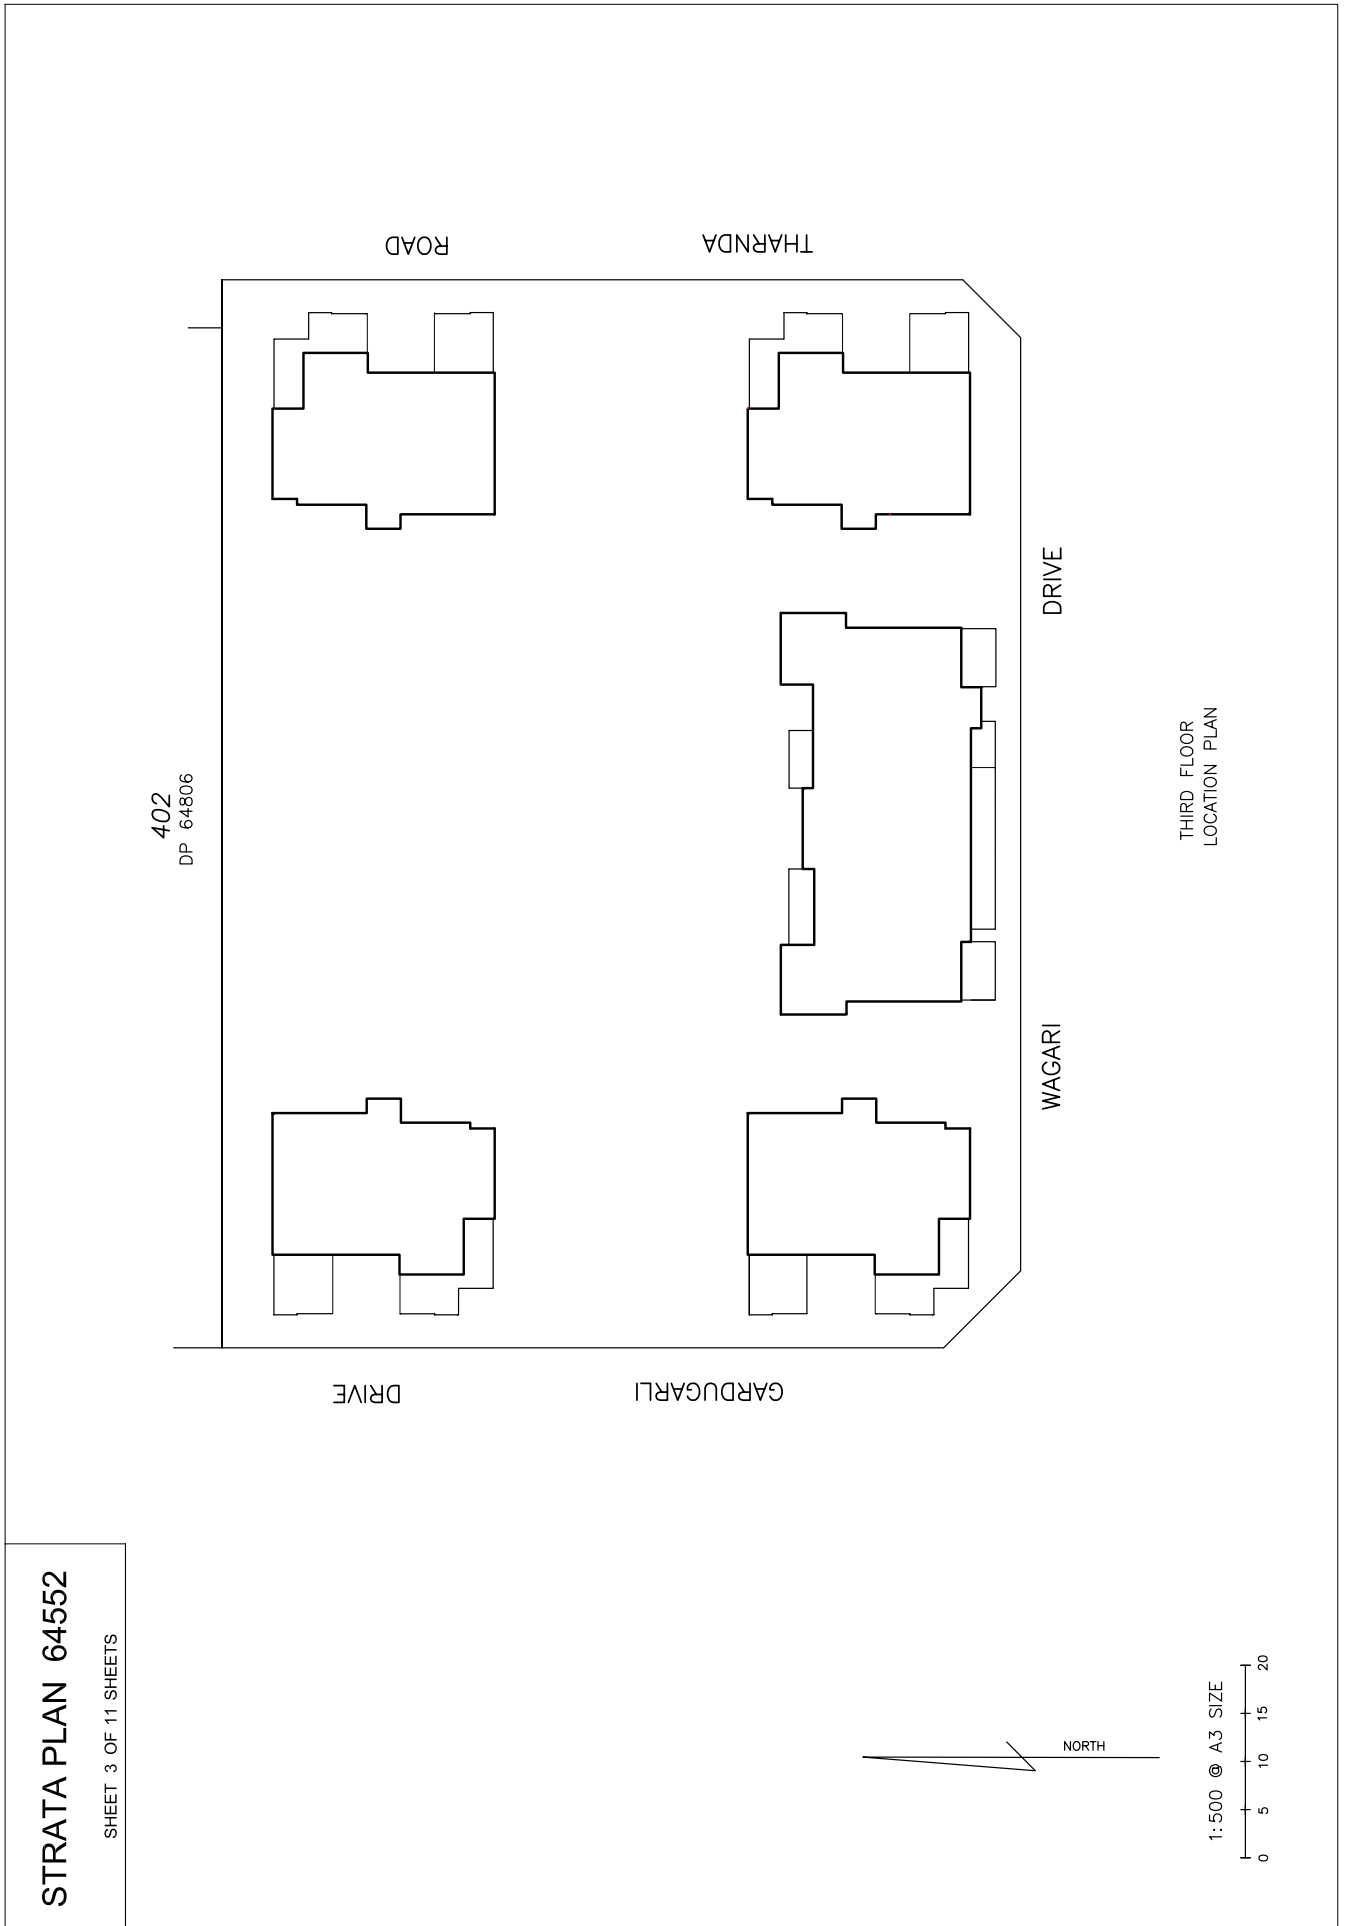 STRATA PLAN 64552
SHEET 3 OF 11 SHEETS
402
DP 64806
THARNDA
ROAD
WAGARI
DRIVE
GARDUGARLI
DRIVE
THIRD FLOOR
LOCATION PLAN
NORTH
1:500 @ A3 SIZE
0 5 10 15 20